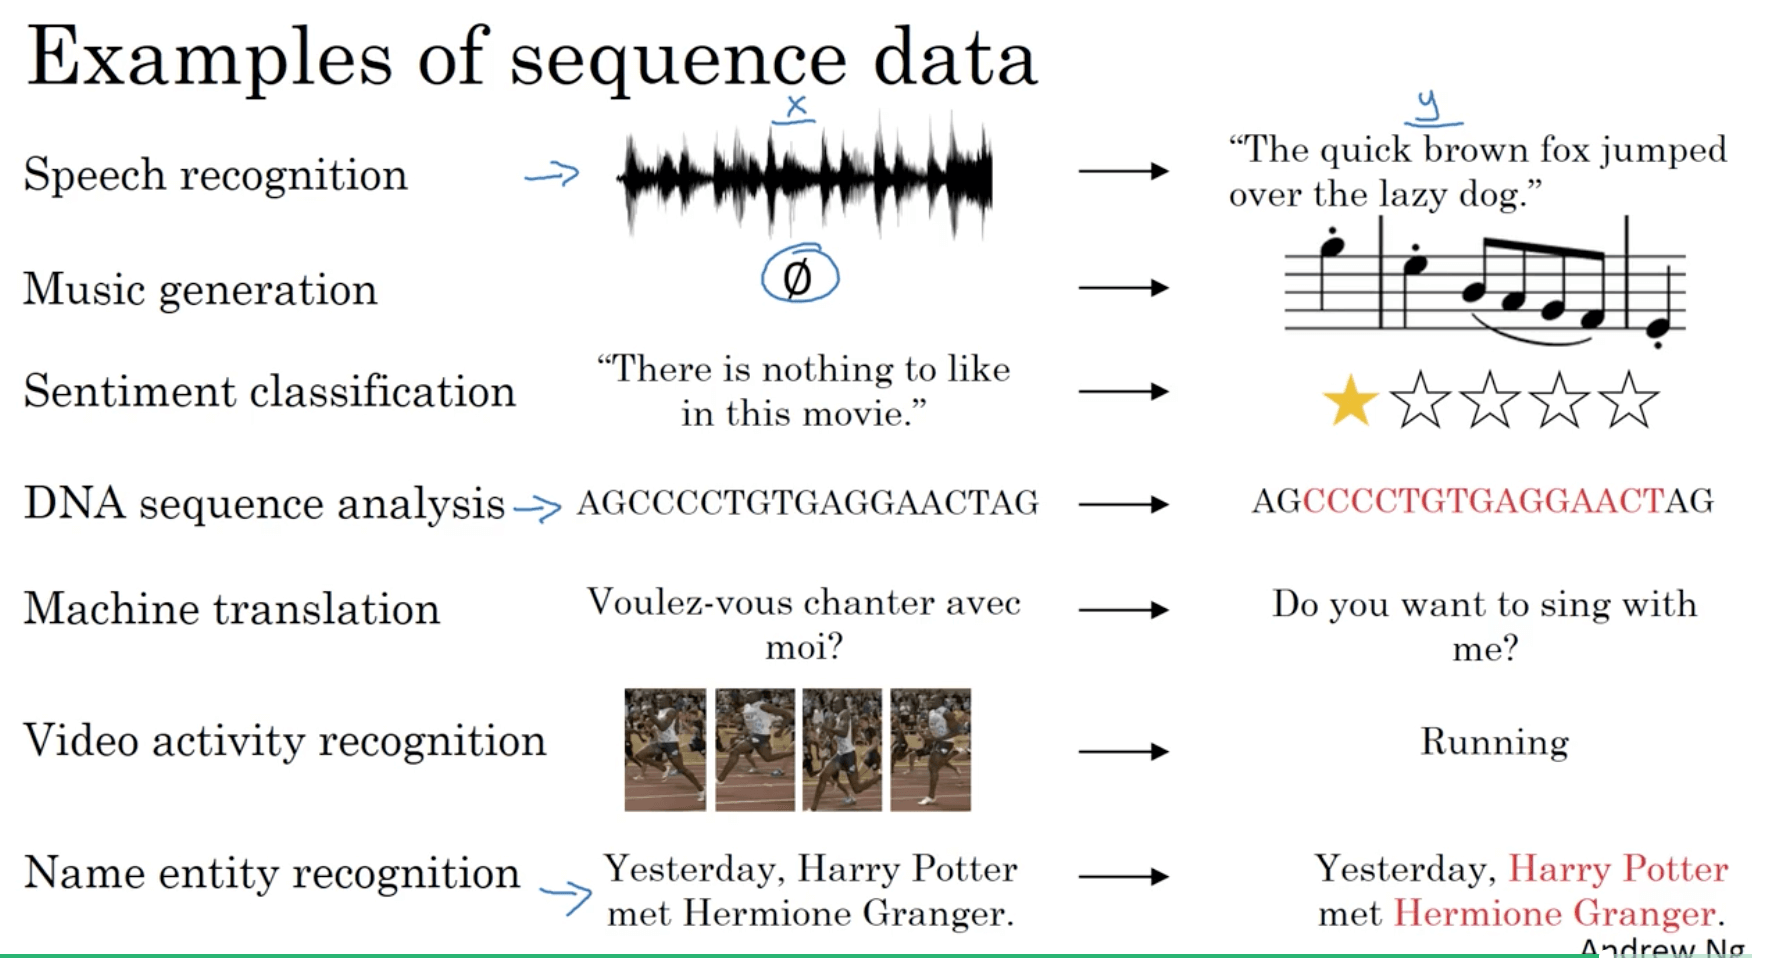 Examples of sequence data
x
y
Speech recognition
“The quick brown fox jumped
over the lazy dog.”
Music generation
∅
Sentiment classification
“There is nothing to like
in this movie.”
DNA sequence analysis
AGCCCCTGTGAGGAACTAG
AGCCCCTGTGAGGAACTAG
Machine translation
Voulez-vous chanter avec
moi?
Do you want to sing with
me?
Video activity recognition
Running
Name entity recognition
Yesterday, Harry Potter
met Hermione Granger.
Yesterday, Harry Potter
met Hermione Granger.
Andrew Ng